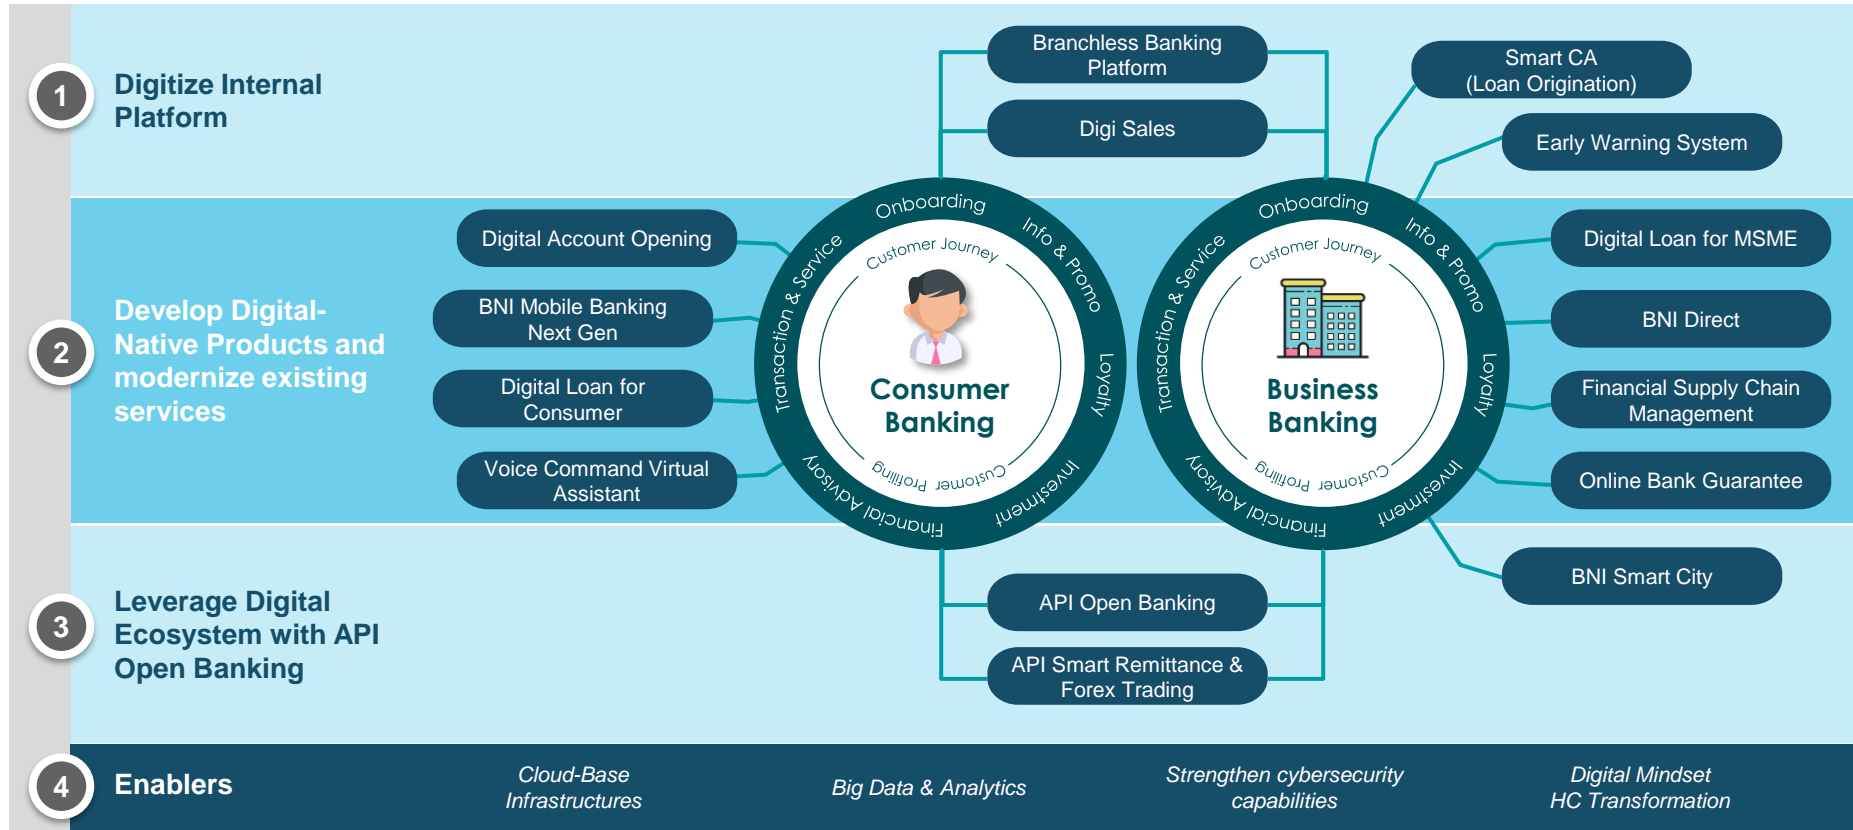 1
Digitize Internal
Platform
Branchless Banking
Platform
Digi Sales
Smart CA
(Loan Origination)
Early Warning System
2
Develop Digital-
Native Products and
modernize existing
services
Digital Account Opening
BNI Mobile Banking
Next Gen
Digital Loan for
Consumer
Voice Command Virtual
Assistant
Onboarding
Info & Promo
Loyalty
Investment
Financial Advisory
Transaction & Service
Customer Journey
Consumer
Banking
Customer Profiling
Onboarding
Info & Promo
Loyalty
Investment
Financial Advisory
Transaction & Service
Customer Journey
Business
Banking
Customer Profiling
Digital Loan for MSME
BNI Direct
Financial Supply Chain
Management
Online Bank Guarantee
3
Leverage Digital
Ecosystem with API
Open Banking
API Open Banking
API Smart Remittance &
Forex Trading
BNI Smart City
4
Enablers
Cloud-Base
Infrastructures
Big Data & Analytics
Strengthen cybersecurity
capabilities
Digital Mindset
HC Transformation